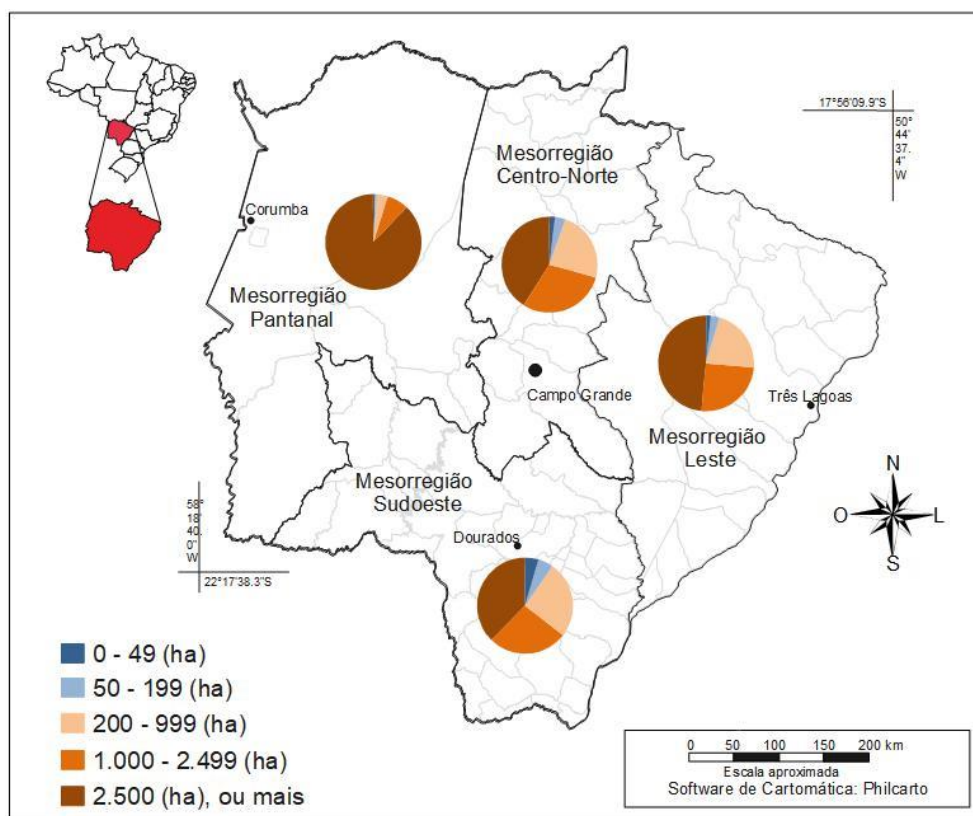 17°56'09.9"S
50°
44'
37.
4"
W
Mesorregião
Centro-Norte
Corumba
Mesorregião
Pantanal
Campo Grande
Três Lagoas
Mesorregião
Leste
Mesorregião
Sudoeste
Dourados
58°
18'
40.
0"
W
22°17'38.3"S
N
O
L
S
0 - 49 (ha)
50 - 199 (ha)
200 - 999 (ha)
1.000 - 2.499 (ha)
2.500 (ha), ou mais
0 50 100 150 200 km
Escala aproximada
Software de Cartomática: Philcarto